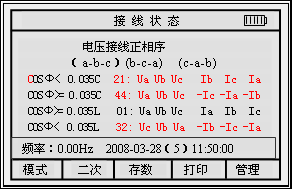 接线状态
电压接线正相序
(a-b-c) (b-c-a) (c-a-b)
COSΦ< 0.035C 21: Ua Ub Uc Ib Ic Ia
COSΦ>= 0.035C 44: Ua Ub Uc -Ic -Ia -Ib
COSΦ>= 0.035L 01: Ua Ub Uc Ia Ib Ic
COSΦ< 0.035L 32: Uc Ub Ua -Ib -Ic -Ia
频率: 0.00Hz 2008-03-28 (5) 11:50:00
模式 二次 存数 打印 管理